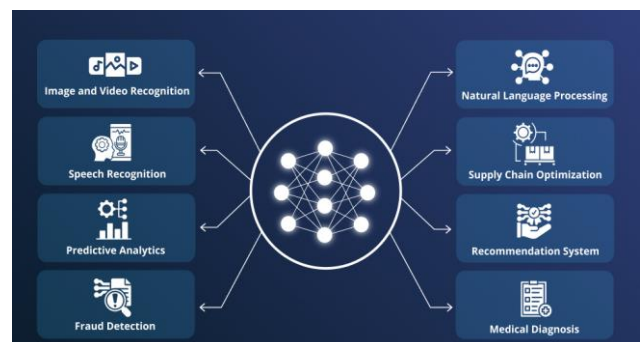 Image and Video Recognition
Speech Recognition
Predictive Analytics
Fraud Detection
Natural Language Processing
Supply Chain Optimization
Recommendation System
Medical Diagnosis